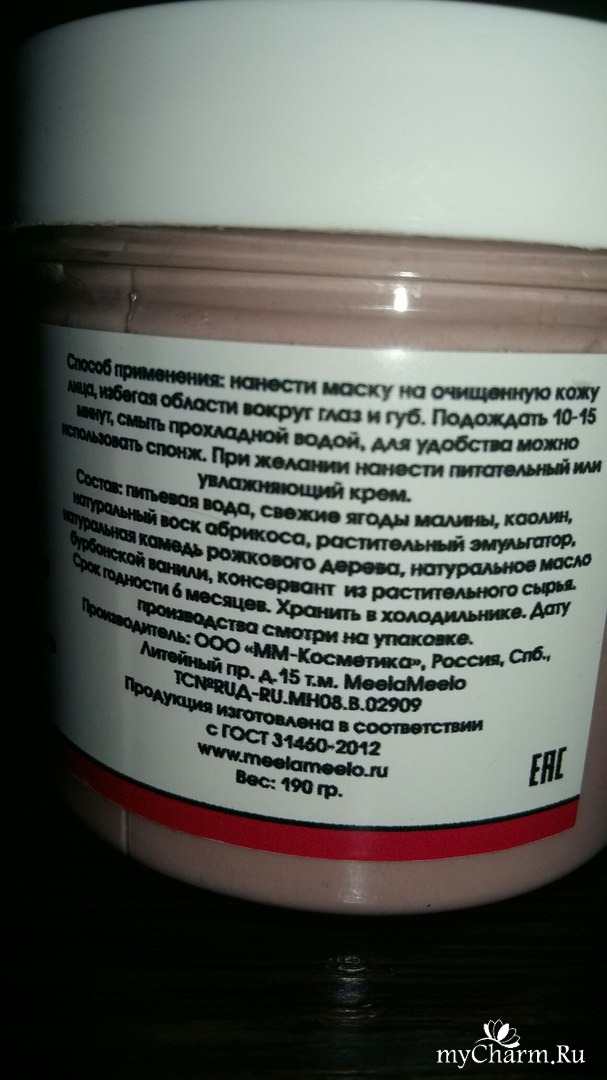 Способ применения: нанести маску на очищенную кожу
лица, избегая области вокруг глаз и губ. Подождать 10-15
минут, смыть прохладной водой, для удобства можно
использовать спонж. При желании нанести питательный или
увлажняющий крем.
Состав: питьевая вода, свежие ягоды малины, каолин,
натуральный воск абрикоса, растительный эмульгатор,
натуральная камедь рожкового дерева, натуральное масло
бурбонской ванили, консервант из растительного сырья.
Срок годности 6 месяцев. Хранить в холодильнике. Дату
производства смотри на упаковке.
Производитель: ООО «ММ-Косметика», Россия, Спб.,
Литейный пр. д.15 т.м. MeelaMeelo
ТС№RUД-RU.МН08.В.02909
Продукция изготовлена в соответствии
с ГОСТ 31460-2012
www.meelameelo.ru
Вес: 190 гр.
EAC
myCharm.Ru